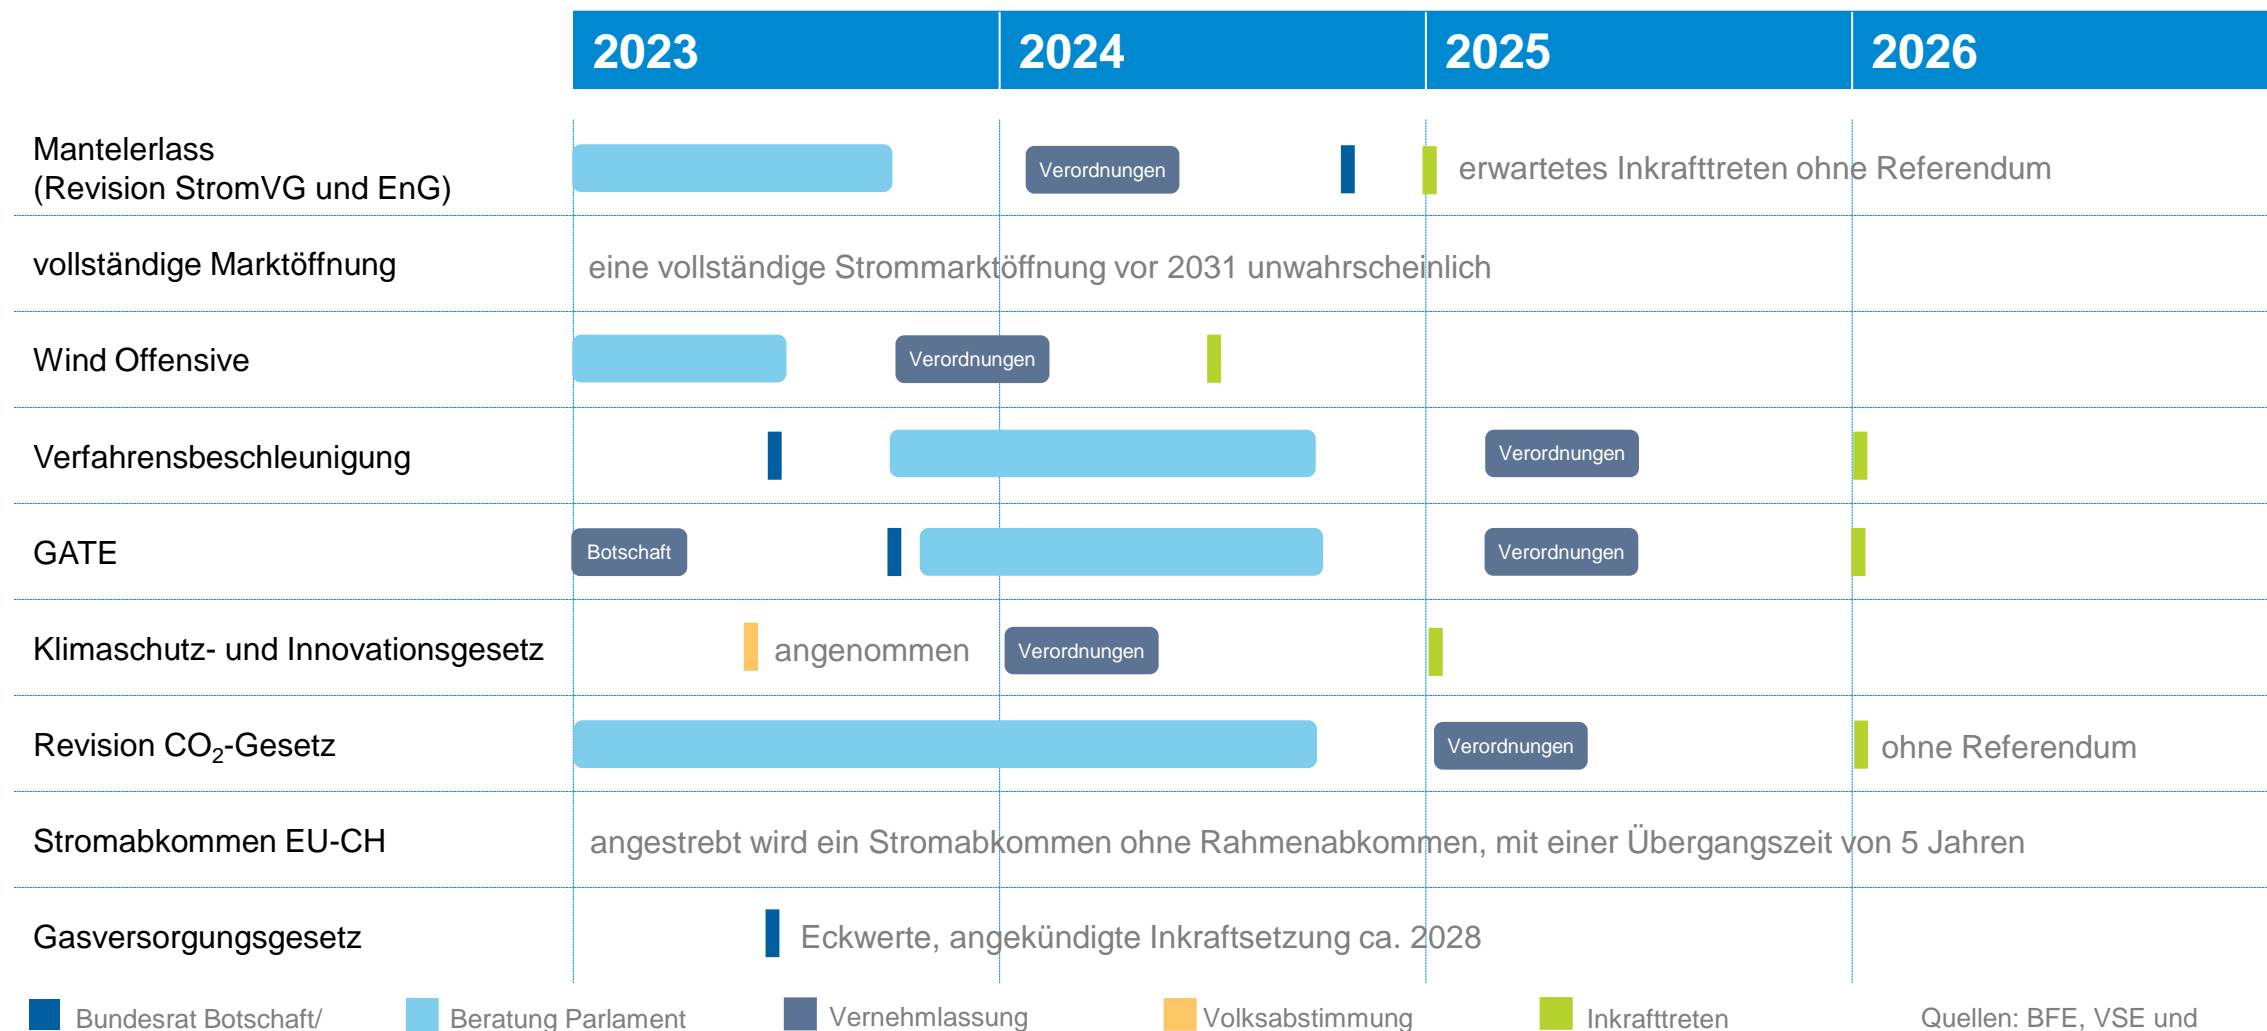 2023 2024 2025 2026
Mantelerlass
(Revision StromVG und EnG)
Verordnungen
erwartetes Inkrafttreten ohne Referendum
vollständige Marktöffnung
eine vollständige Strommarktöffnung vor 2031 unwahrscheinlich
Wind Offensive
Verordnungen
Verfahrensbeschleunigung
Verordnungen
GATE
Botschaft
Verordnungen
Klimaschutz- und Innovationsgesetz
angenommen
Verordnungen
Revision CO₂-Gesetz
Verordnungen
ohne Referendum
Stromabkommen EU-CH
angestrebt wird ein Stromabkommen ohne Rahmenabkommen, mit einer Übergangszeit von 5 Jahren
Gasversorgungsgesetz
Eckwerte, angekündigte Inkraftsetzung ca. 2028
Bundesrat Botschaft/
Beratung Parlament
Vernehmlassung
Volksabstimmung
Inkrafttreten
Quellen: BFE, VSE und